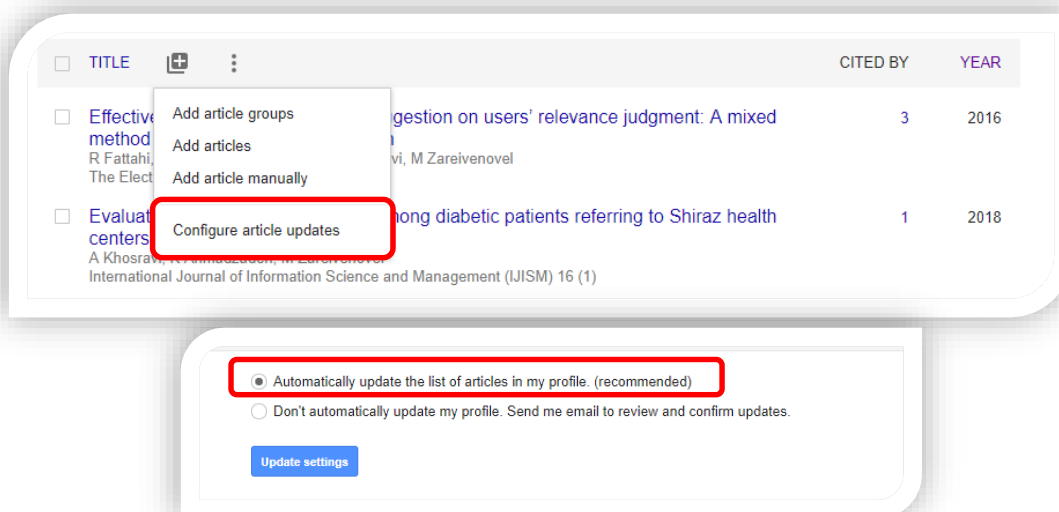 TITLE CITED BY YEAR
Add article groups
Add articles
Add article manually
Configure article updates
Effective gestion on users' relevance judgment: A mixed 3 2016
method
R Fattahi, vi, M Zareivenovel
The Elect
Evaluat ong diabetic patients referring to Shiraz health 1 2018
centers
A Khosravi,
International Journal of Information Science and Management (IJISM) 16 (1)
Automatically update the list of articles in my profile. (recommended)
Don't automatically update my profile. Send me email to review and confirm updates.
Update settings